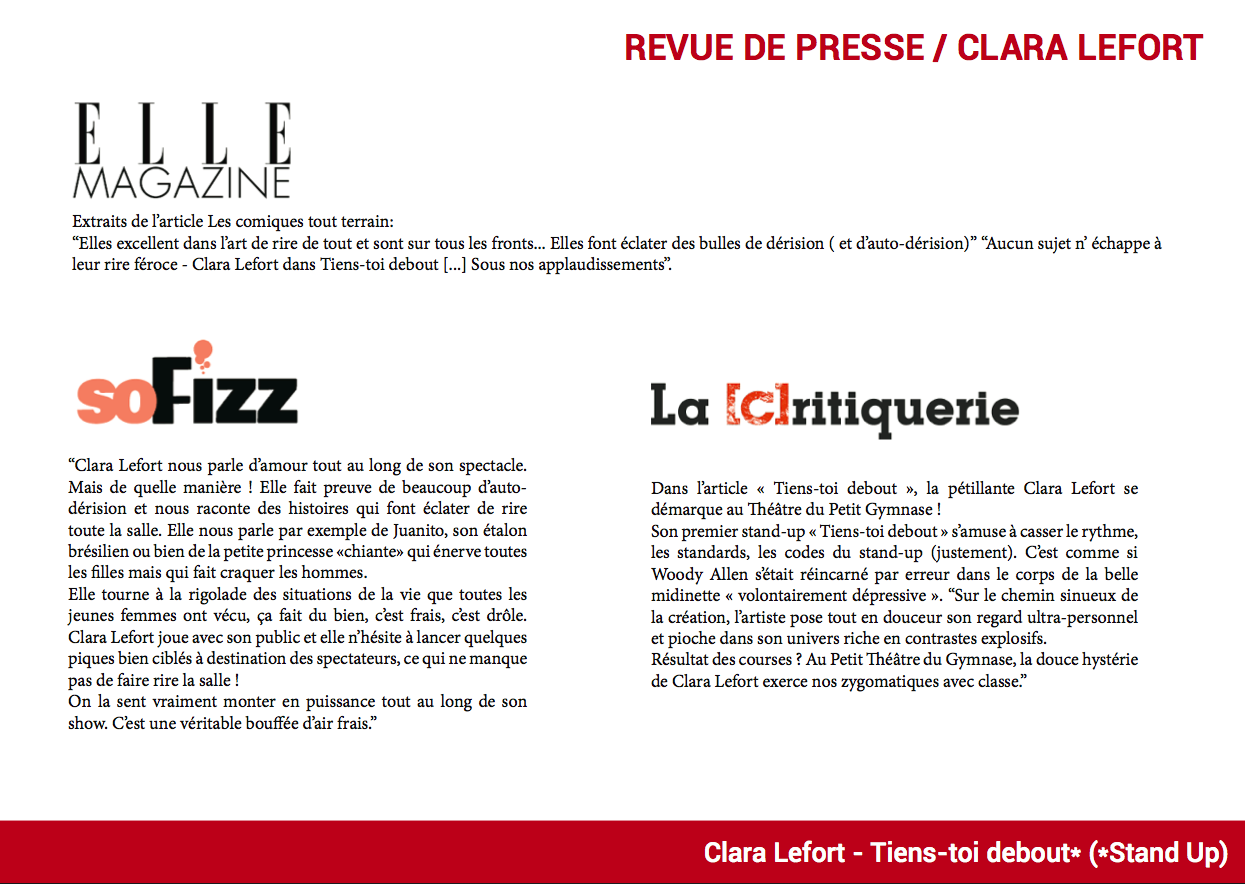 REVUE DE PRESSE / CLARA LEFORT
ELLE
MAGAZINE
Extraits de l’article Les comiques tout terrain:
“Elles excellent dans l’art de rire de tout et sont sur tous les fronts... Elles font éclater des bulles de dérision ( et d’auto-dérision)” “Aucun sujet n’ échappe à
leur rire féroce - Clara Lefort dans Tiens-toi debout [...] Sous nos applaudissements”.
soFizz
“Clara Lefort nous parle d’amour tout au long de son spectacle.
Mais de quelle manière ! Elle fait preuve de beaucoup d’auto-
dérision et nous raconte des histoires qui font éclater de rire
toute la salle. Elle nous parle par exemple de Juanito, son étalon
brésilien ou bien de la petite princesse «chiante» qui énerve toutes
les filles mais qui fait craquer les hommes.
Elle tourne à la rigolade des situations de la vie que toutes les
jeunes femmes ont vécu, ça fait du bien, c’est frais, c’est drôle.
Clara Lefort joue avec son public et elle n’hésite à lancer quelques
piques bien ciblés à destination des spectateurs, ce qui ne manque
pas de faire rire la salle !
On la sent vraiment monter en puissance tout au long de son
show. C’est une véritable bouffée d’air frais.”
La [C]ritiquerie
Dans l’article « Tiens-toi debout », la pétillante Clara Lefort se
démarque au Théâtre du Petit Gymnase !
Son premier stand-up « Tiens-toi debout » s’amuse à casser le rythme,
les standards, les codes du stand-up (justement). C’est comme si
Woody Allen s’était réincarné par erreur dans le corps de la belle
midinette « volontairement dépressive ». “Sur le chemin sinueux de
la création, l’artiste pose tout en douceur son regard ultra-personnel
et pioche dans son univers riche en contrastes explosifs.
Résultat des courses ? Au Petit Théâtre du Gymnase, la douce hystérie
de Clara Lefort exerce nos zygomatiques avec classe.”
Clara Lefort - Tiens-toi debout* (*Stand Up)